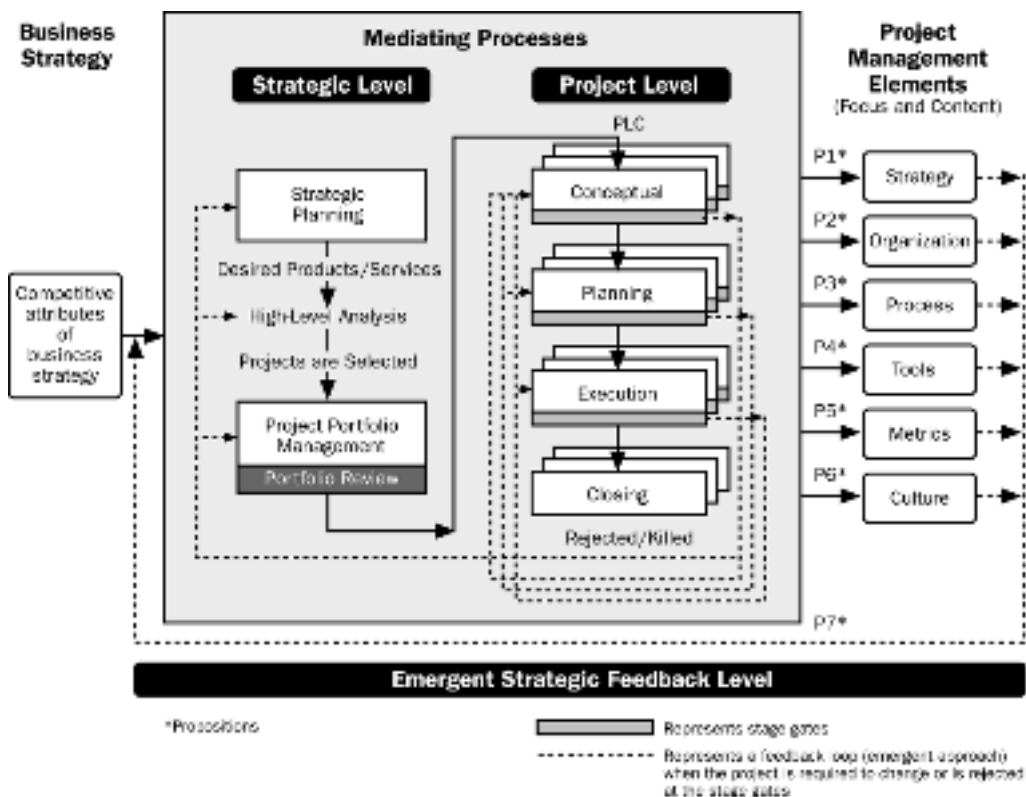 Business
Strategy
Mediating Processes
Project
Management
Elements
(Focus and Content)
Strategic Level
Project Level
PLC
Strategic
Planning
Desired Products/Services
High-Level Analysis
Projects are Selected
Project Portfolio
Management
Portfolio Review
Competitive
attributes
of
business
strategy
Conceptual
Planning
Execution
Closing
Rejected/Killed
P1*
Strategy
P2*
Organization
P3*
Process
P4*
Tools
P5*
Metrics
P6*
Culture
P7*
Emergent Strategic Feedback Level
*Propositions
Represents stage gates
Represents a feedback loop (emergent approach)
when the project is required to change or is rejected
at the stage gates